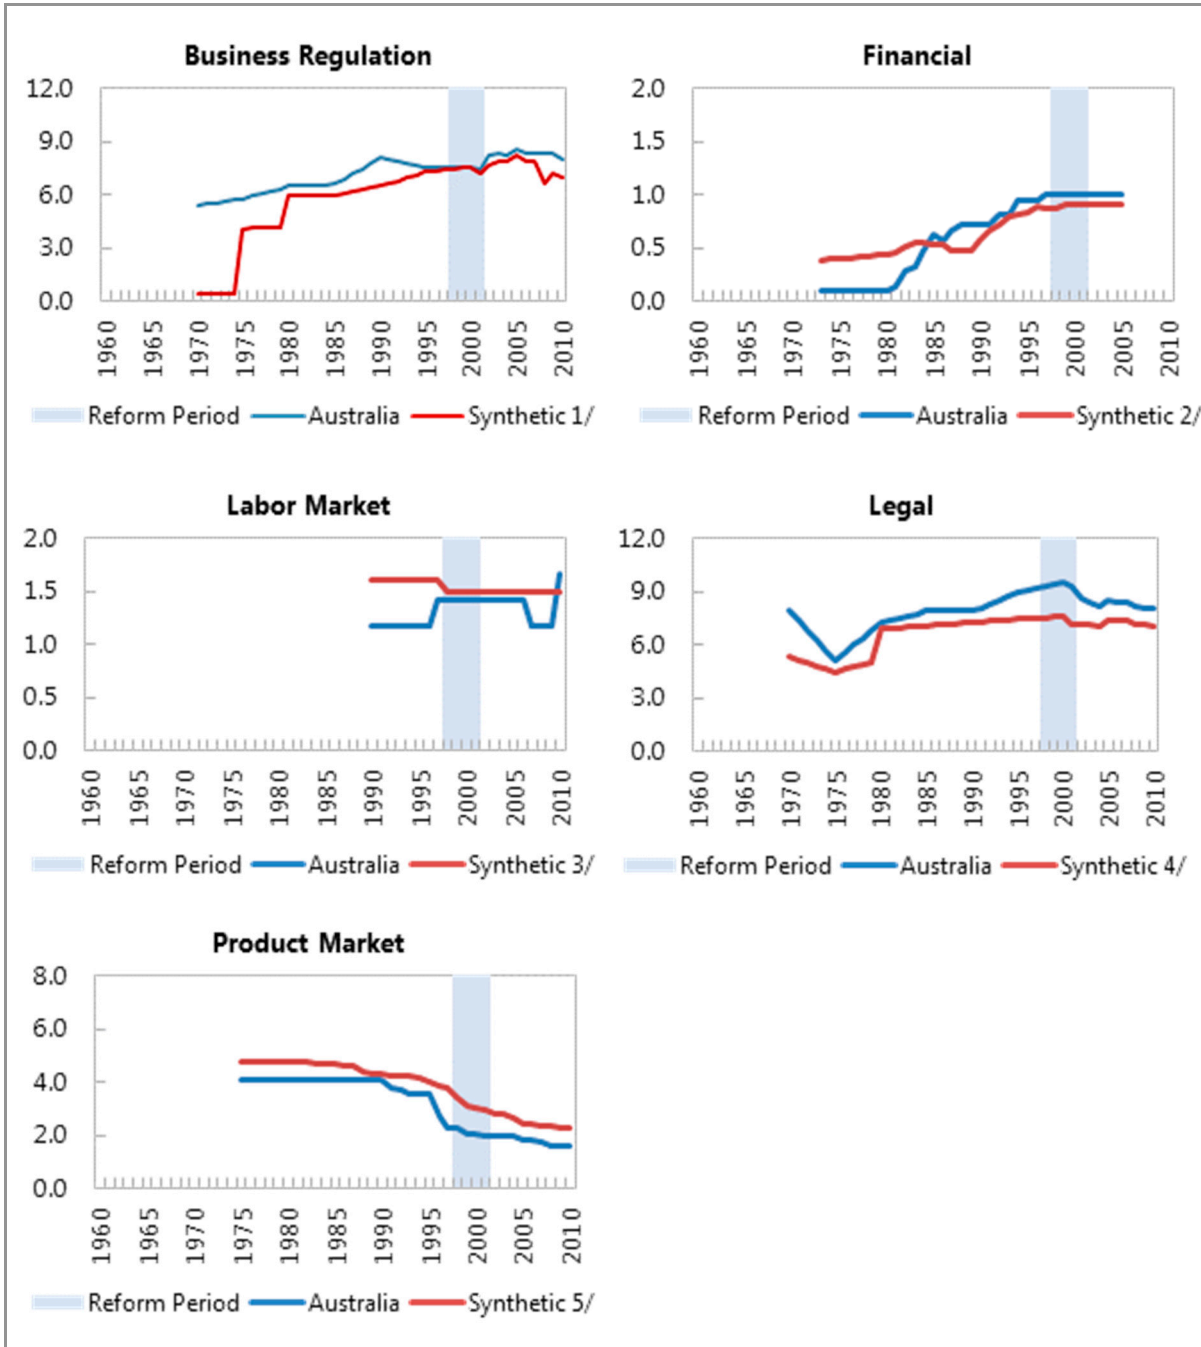 Business Regulation
12.0
9.0
6.0
3.0
0.0
1960 1965 1970 1975 1980 1985 1990 1995 2000 2005 2010
Reform Period Australia Synthetic 1/
Financial
2.0
1.5
1.0
0.5
0.0
1960 1965 1970 1975 1980 1985 1990 1995 2000 2005 2010
Reform Period Australia Synthetic 2/
Labor Market
2.0
1.5
1.0
0.5
0.0
1960 1965 1970 1975 1980 1985 1990 1995 2000 2005 2010
Reform Period Australia Synthetic 3/
Legal
12.0
9.0
6.0
3.0
0.0
1960 1965 1970 1975 1980 1985 1990 1995 2000 2005 2010
Reform Period Australia Synthetic 4/
Product Market
8.0
6.0
4.0
2.0
0.0
1960 1965 1970 1975 1980 1985 1990 1995 2000 2005 2010
Reform Period Australia Synthetic 5/